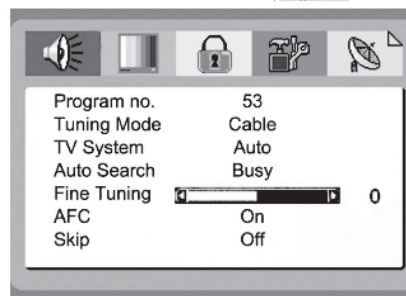 Program no. 53
Tuning Mode Cable
TV System Auto
Auto Search Busy
Fine Tuning 0
AFC On
Skip Off